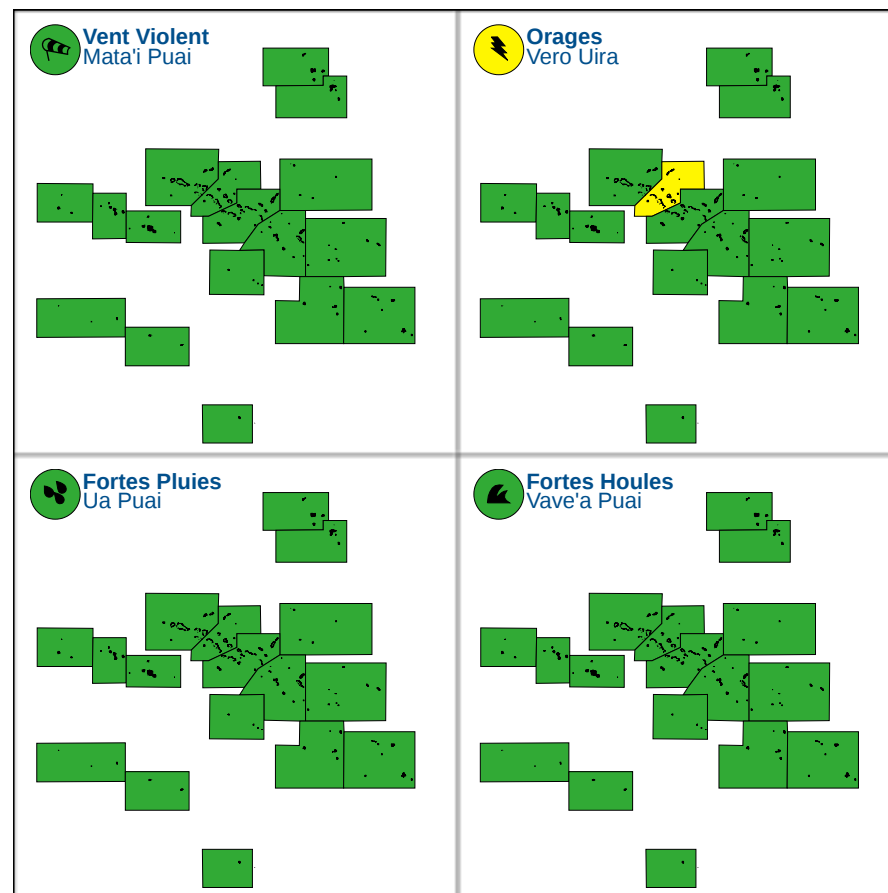 Vent Violent
Mata'i Puai
Orages
Vero Uira
Fortes Pluies
Ua Puai
Fortes Houles
Vave'a Puai